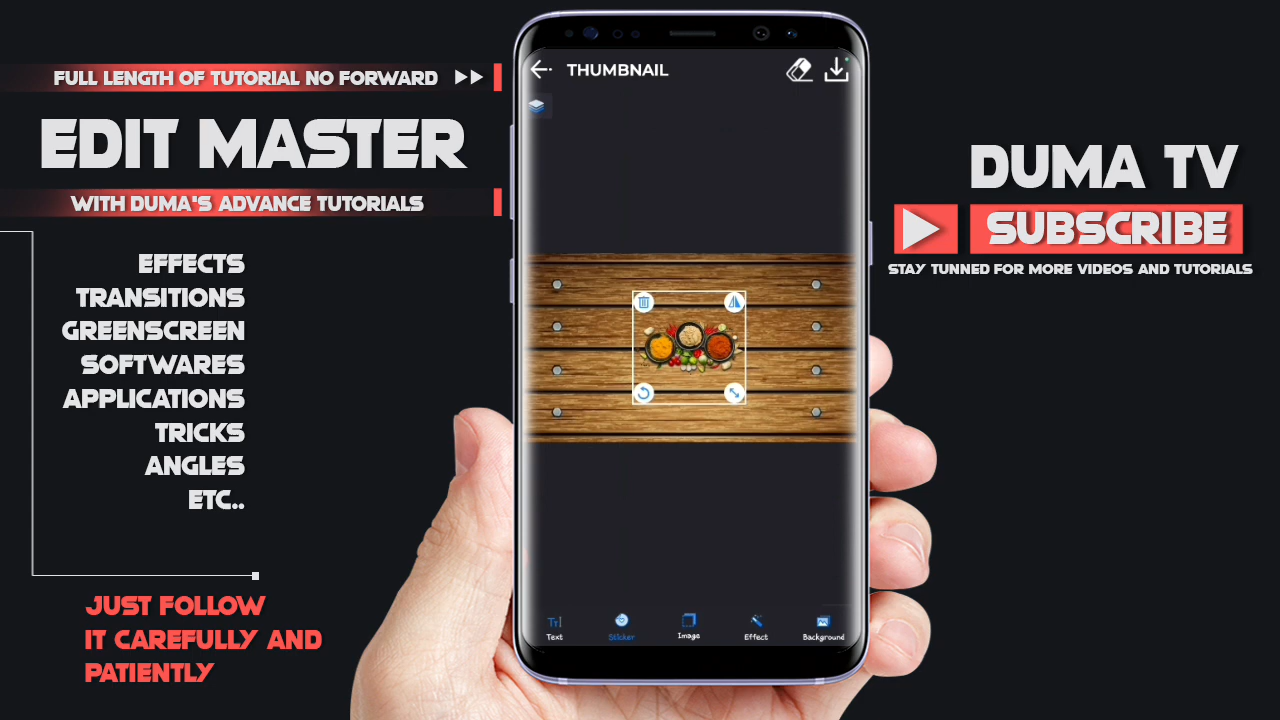 FULL LENGTH OF TUTORIAL NO FORWARD
EDIT MASTER
WITH DUMA'S ADVANCE TUTORIALS
EFFECTS
TRANSITIONS
GREENSCREEN
SOFTWARES
APPLICATIONS
TRICKS
ANGLES
ETC..
JUST FOLLOW
IT CAREFULLY AND
PATIENTLY
THUMBNAIL
Text
Sticker
Image
Effect
Background
DUMA TV
SUBSCRIBE
STAY TUNNED FOR MORE VIDEOS AND TUTORIALS